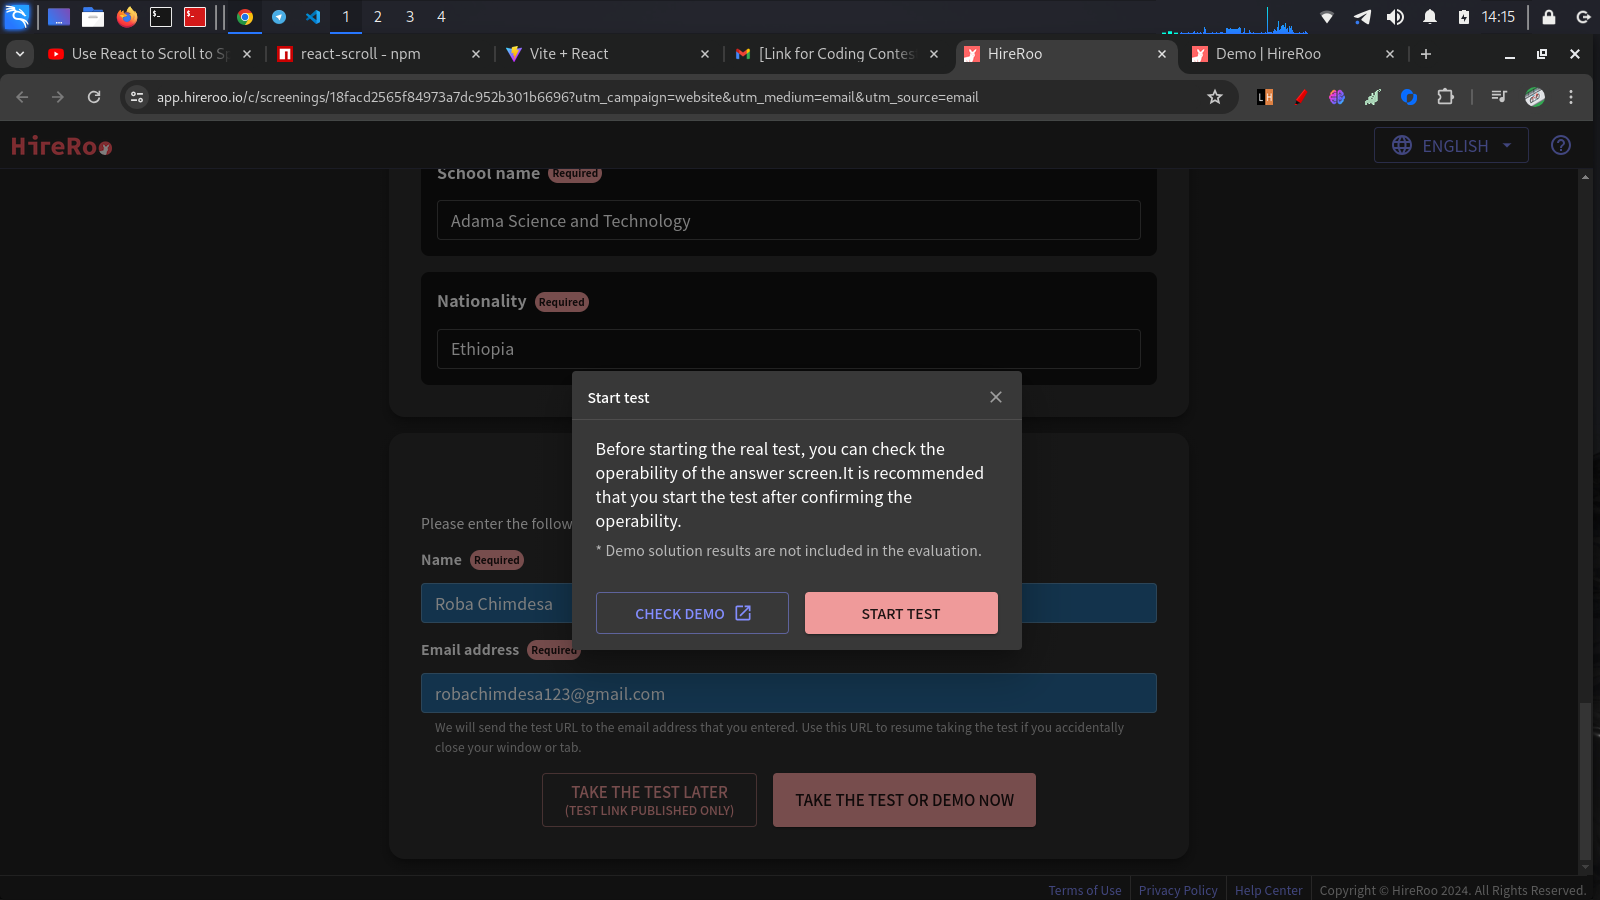 1 2 3 4 14:15
Use React to Scroll to Sp
react-scroll - npm
Vite + React
[Link for Coding Contes
HireRoo
Demo | HireRoo
app.hireroo.io/c/screenings/18facd2565f84973a7dc952b301b6696?utm_campaign=website&utm_medium=email&utm_source=email
HireRoo
ENGLISH
School name Required
Adama Science and Technology
Nationality Required
Ethiopia
Start test
Before starting the real test, you can check the
operability of the answer screen.It is recommended
that you start the test after confirming the
operability.
* Demo solution results are not included in the evaluation.
CHECK DEMO
START TEST
Please enter the follow
Name Required
Roba Chimdesa
Email address Required
robachimdesa123@gmail.com
We will send the test URL to the email address that you entered. Use this URL to resume taking the test if you accidentally
close your window or tab.
TAKE THE TEST LATER
(TEST LINK PUBLISHED ONLY)
TAKE THE TEST OR DEMO NOW
Terms of Use Privacy Policy Help Center Copyright © HireRoo 2024. All Rights Reserved.